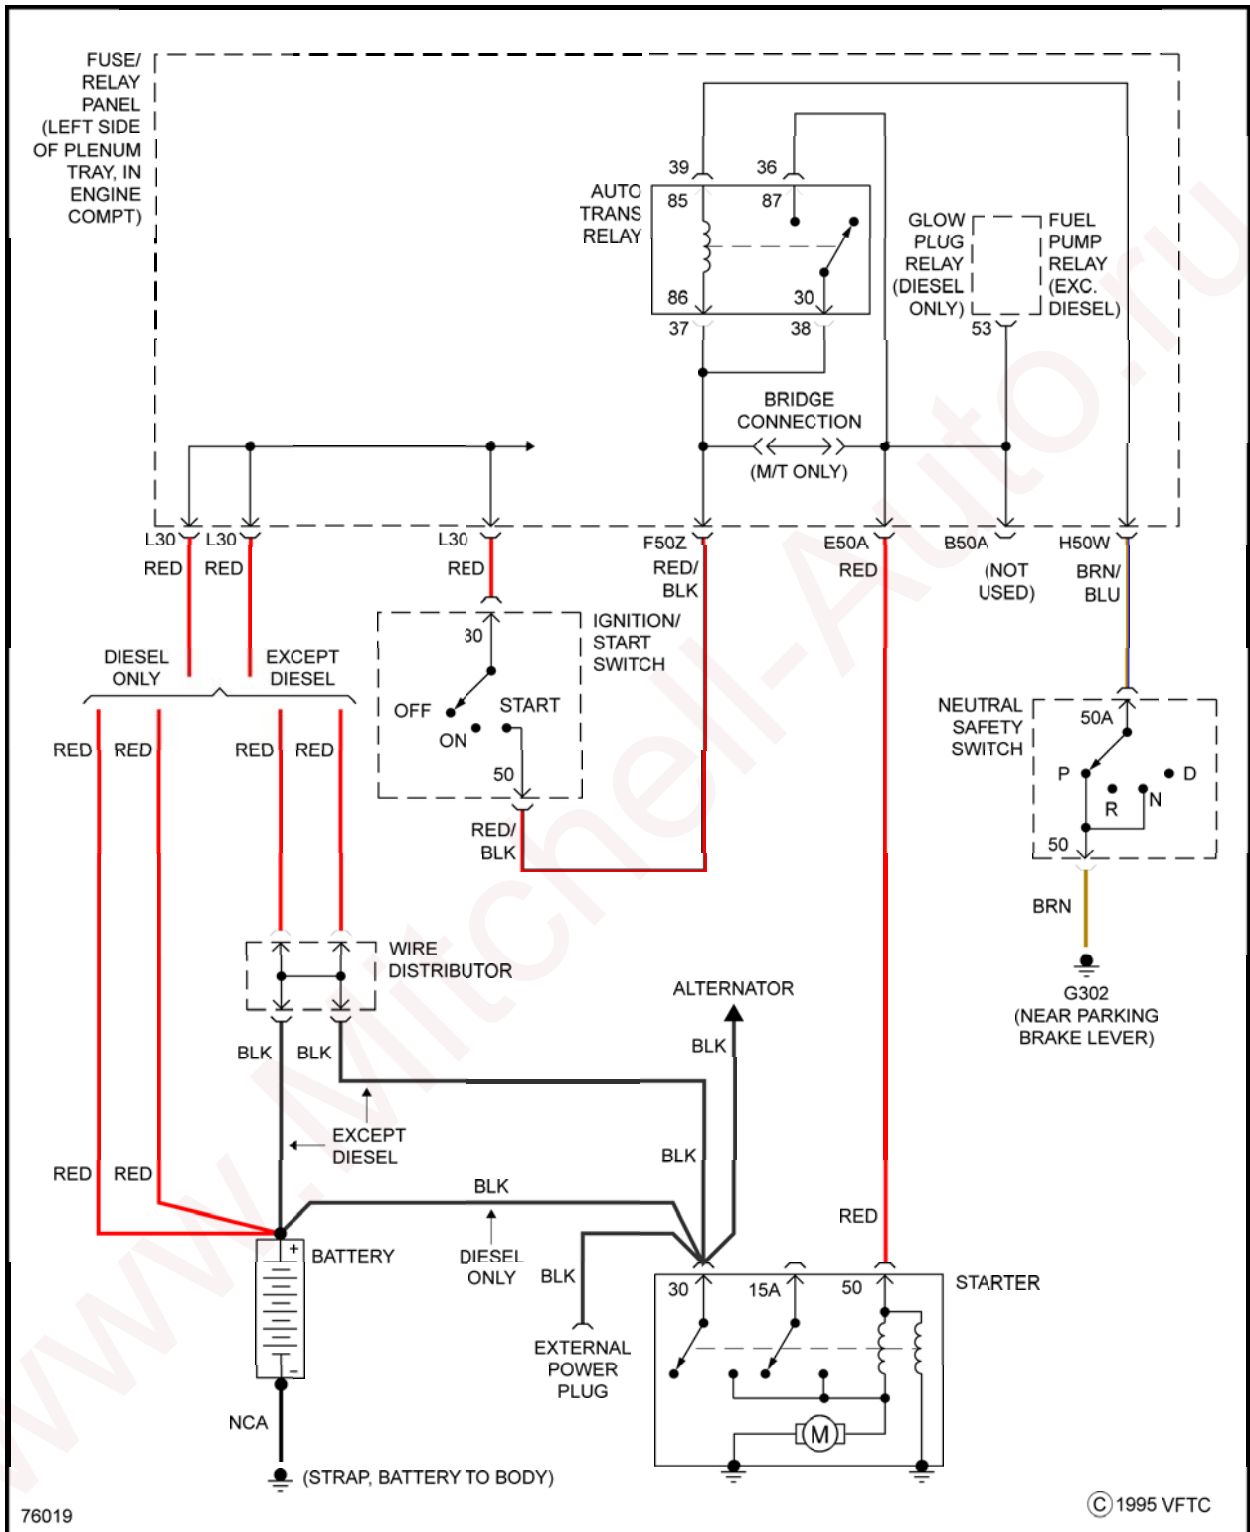 FUSE/
RELAY
PANEL
(LEFT SIDE
OF PLENUM
TRAY, IN
ENGINE
COMPT)
39
36
AUTO
TRANS
RELAY
85
87
86
30
37
38
GLOW
PLUG
RELAY
(DIESEL
ONLY)
FUEL
PUMP
RELAY
(EXC.
DIESEL)
53
BRIDGE
CONNECTION
(M/T ONLY)
L30
L30
L30
F50Z
E50A
B50A
H50W
RED
RED
RED
RED/
BLK
RED
(NOT
USED)
BRN/
BLU
DIESEL
ONLY
EXCEPT
DIESEL
30
IGNITION/
START
SWITCH
OFF
ON
START
50
RED/
BLK
NEUTRAL
SAFETY
SWITCH
50A
P
R
N
D
50
BRN
G302
(NEAR PARKING
BRAKE LEVER)
RED
RED
RED
RED
WIRE
DISTRIBUTOR
BLK
BLK
ALTERNATOR
BLK
EXCEPT
DIESEL
BLK
RED
RED
BLK
RED
DIESEL
ONLY
BATTERY
+
-
BLK
EXTERNAL
POWER
PLUG
30
15A
50
STARTER
M
NCA
(STRAP, BATTERY TO BODY)
76019
© 1995 VFTC
www.Mitchell-Auto.ru